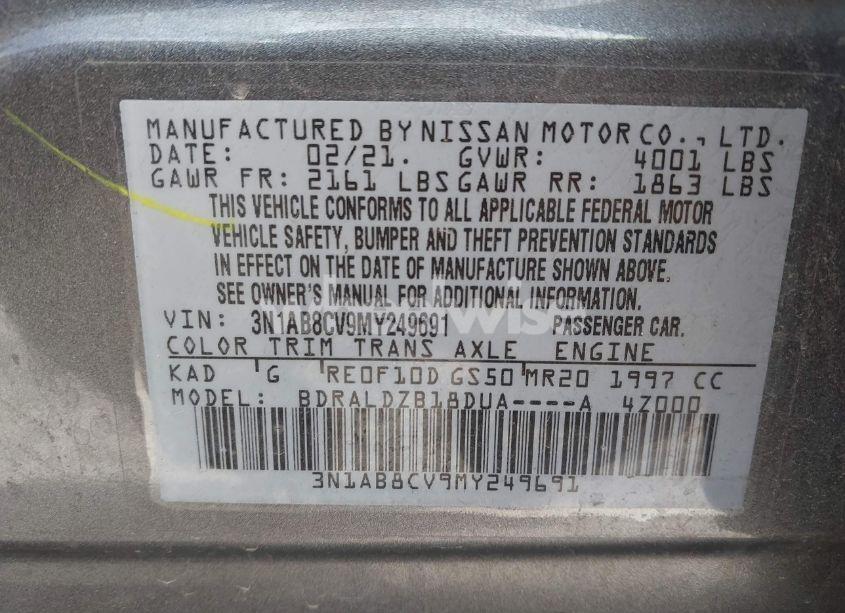 MANUFACTURED BY NISSAN MOTOR CO., LTD.
DATE: 02/21. GVWR: 4001 LBS
GAWR FR: 2161 LBS GAWR RR: 1863 LBS
THIS VEHICLE CONFORMS TO ALL APPLICABLE FEDERAL MOTOR
VEHICLE SAFETY, BUMPER AND THEFT PREVENTION STANDARDS
IN EFFECT ON THE DATE OF MANUFACTURE SHOWN ABOVE.
SEE OWNER'S MANUAL FOR ADDITIONAL INFORMATION.
VIN: 3N1AB8CV9MY249691 PASSENGER CAR.
COLOR TRIM TRANS AXLE ENGINE
KAD G RE0F10D GS50 MR20 1997 CC
MODEL: BDRALDZB18DUA----A 4Z000
3N1AB8CV9MY249691